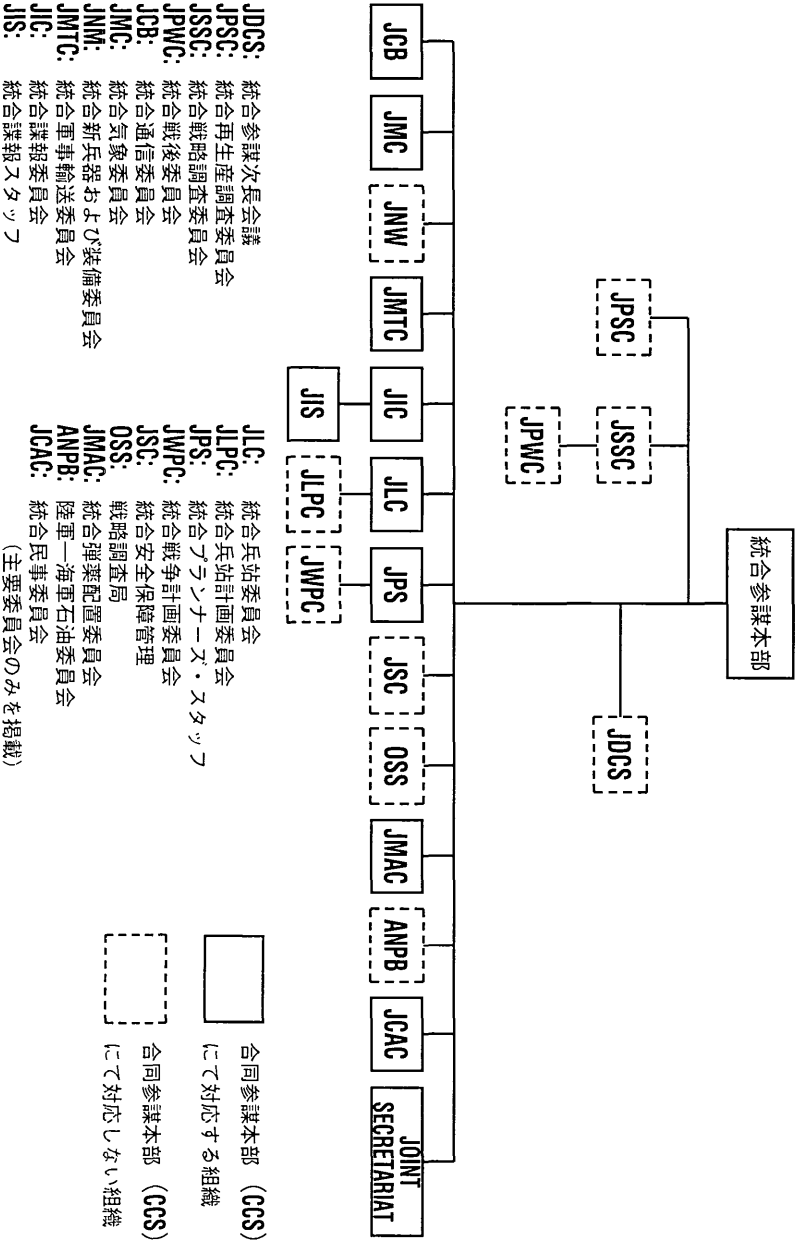 統合参謀本部
JDCS
JPSC
JSSC
JPWC
JCB
JMC
JNW
JMTC
JIC
JLC
JPS
JSC
OSS
JMAC
ANPB
JCAC
JOINT
SECRETARIAT
JIS
JLPC
JWPC
JDCS: 統合参謀次長会議
JPSC: 統合再生産調査委員会
JSSC: 統合戦略調査委員会
JPWC: 統合戦後委員会
JCB: 統合通信委員会
JMC: 統合気象委員会
JNM: 統合新兵器および装備委員会
JMTC: 統合軍事輸送委員会
JIC: 統合諜報委員会
JIS: 統合諜報スタッフ
JLC: 統合兵站委員会
JLPC: 統合兵站計画委員会
JPS: 統合プランナーズ・スタッフ
JWPC: 統合戦争計画委員会
JSC: 統合安全保障管理
OSS: 戦略調査局
JMAC: 統合弾薬配置委員会
ANPB: 陸軍―海軍石油委員会
JCAC: 統合民事委員会
(主要委員会のみを掲載)
合同参謀本部 (CCS)
にて対応する組織
合同参謀本部 (CCS)
にて対応しない組織